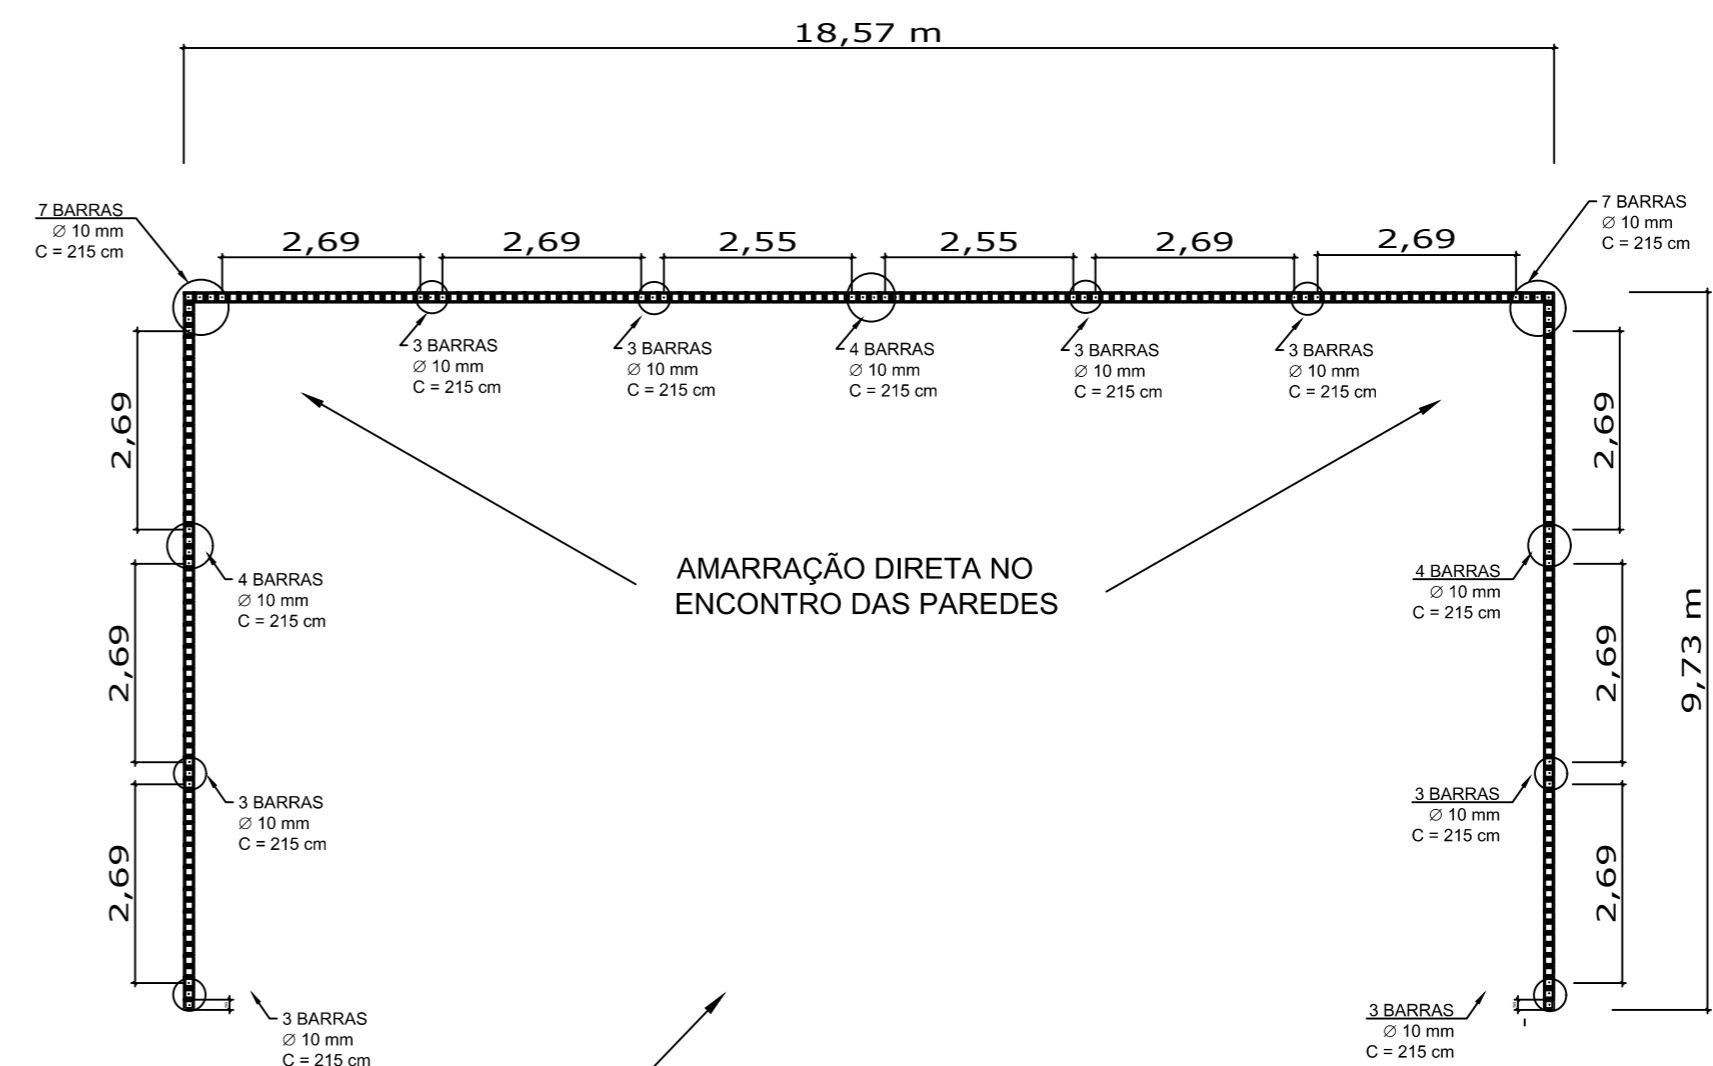 18,57 m
7 BARRAS
Ø 10 mm
C = 215 cm
7 BARRAS
Ø 10 mm
C = 215 cm
2,69
2,69
2,55
2,55
2,69
2,69
3 BARRAS
Ø 10 mm
C = 215 cm
3 BARRAS
Ø 10 mm
C = 215 cm
4 BARRAS
Ø 10 mm
C = 215 cm
3 BARRAS
Ø 10 mm
C = 215 cm
3 BARRAS
Ø 10 mm
C = 215 cm
2,69
2,69
AMARRAÇÃO DIRETA NO
ENCONTRO DAS PAREDES
4 BARRAS
Ø 10 mm
C = 215 cm
4 BARRAS
Ø 10 mm
C = 215 cm
2,69
2,69
9,73 m
3 BARRAS
Ø 10 mm
C = 215 cm
3 BARRAS
Ø 10 mm
C = 215 cm
2,69
2,69
3 BARRAS
Ø 10 mm
C = 215 cm
3 BARRAS
Ø 10 mm
C = 215 cm